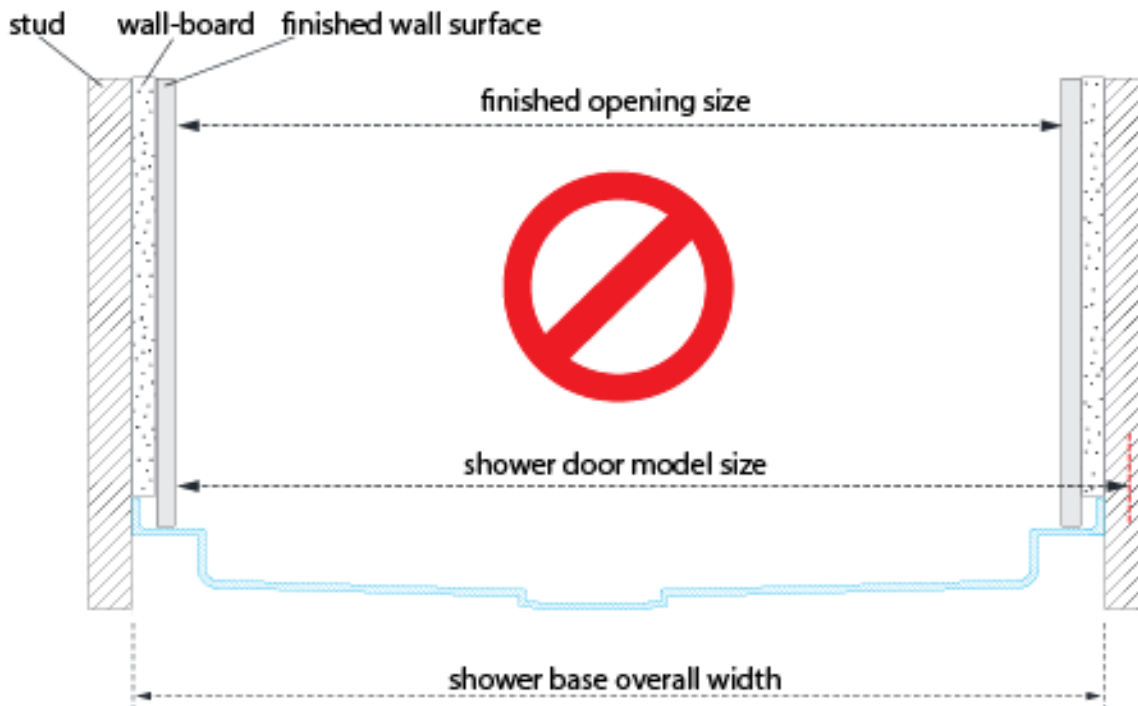 stud wall-board finished wall surface
finished opening size
shower door model size
shower base overall width